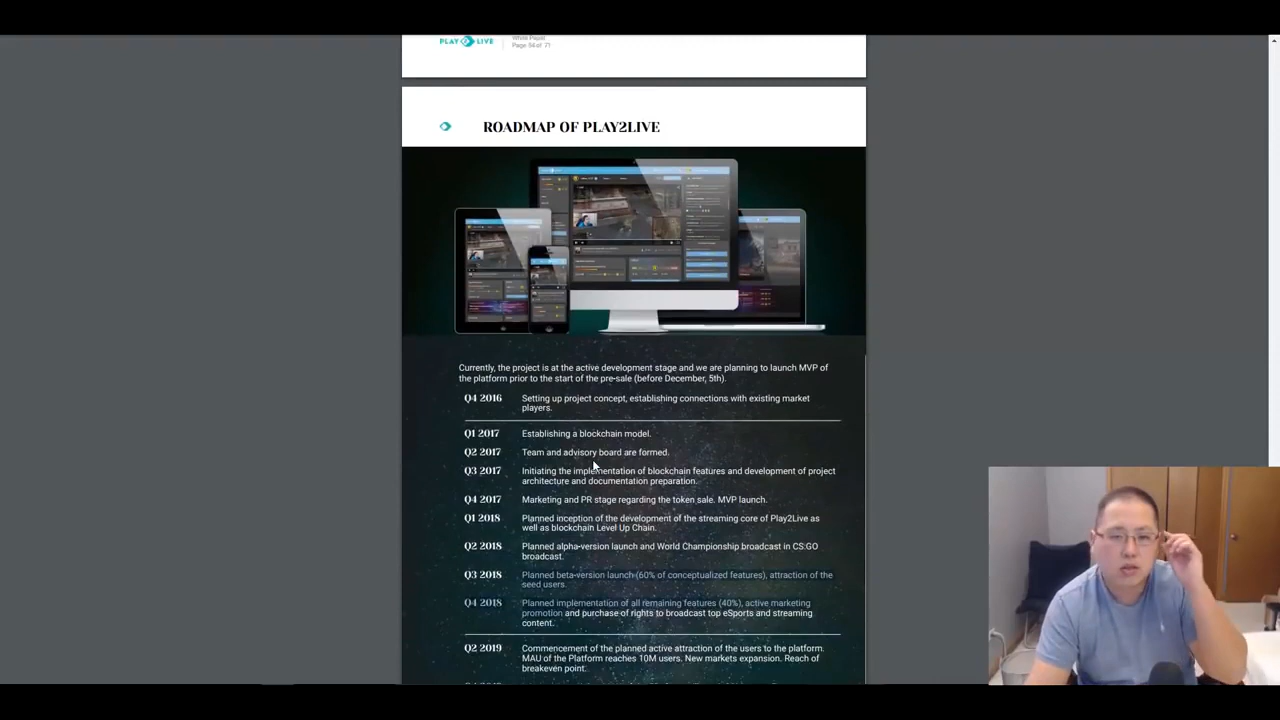 PLAY LIVE
White Paper
Page 54 of 71
ROADMAP OF PLAY2LIVE
Currently, the project is at the active development stage and we are planning to launch MVP of
the platform prior to the start of the pre-sale (before December, 5th).
Q4 2016 Setting up project concept, establishing connections with existing market
players.
Q1 2017 Establishing a blockchain model.
Q2 2017 Team and advisory board are formed.
Q3 2017 Initiating the implementation of blockchain features and development of project
architecture and documentation preparation.
Q4 2017 Marketing and PR stage regarding the token sale. MVP launch.
Q1 2018 Planned inception of the development of the streaming core of Play2Live as
well as blockchain Level Up Chain.
Q2 2018 Planned alpha-version launch and World Championship broadcast in CS:GO
broadcast.
Q3 2018 Planned beta-version launch (60% of conceptualized features), attraction of the
seed users.
Q4 2018 Planned implementation of all remaining features (40%), active marketing
promotion and purchase of rights to broadcast top eSports and streaming
content.
Q2 2019 Commencement of the planned active attraction of the users to the platform.
MAU of the Platform reaches 10M users. New markets expansion. Reach of
breakeven point.